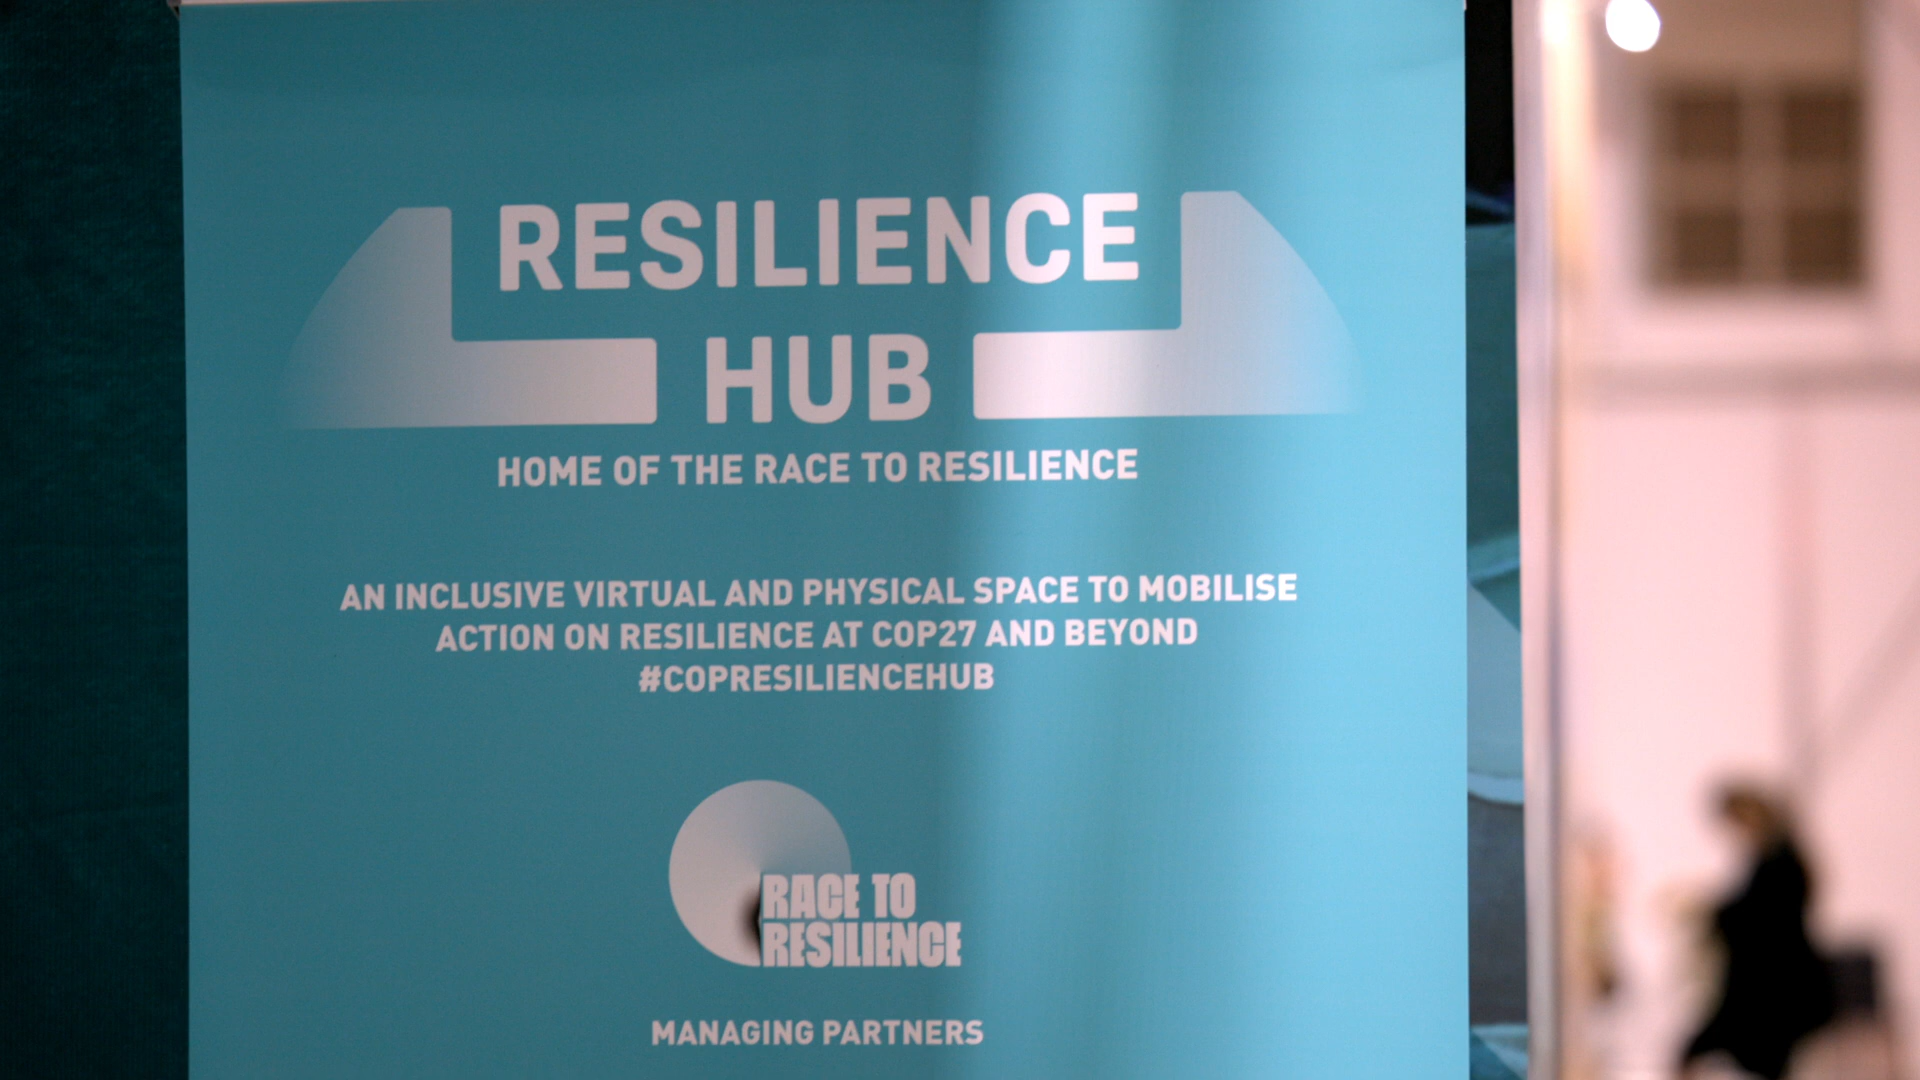 RESILIENCE
HUB
HOME OF THE RACE TO RESILIENCE
AN INCLUSIVE VIRTUAL AND PHYSICAL SPACE TO MOBILISE
ACTION ON RESILIENCE AT COP27 AND BEYOND
#COPRESILIENCEHUB
RACE TO
RESILIENCE
MANAGING PARTNERS